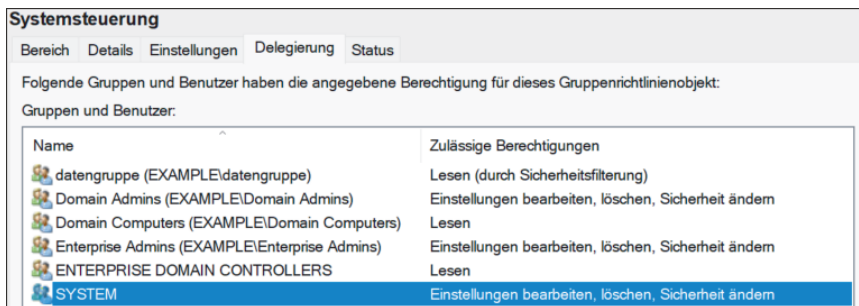 Systemsteuerung
Bereich Details Einstellungen Delegierung Status
Folgende Gruppen und Benutzer haben die angegebene Berechtigung für dieses Gruppenrichtlinienobjekt:
Gruppen und Benutzer:
Name Zulässige Berechtigungen
datengruppe (EXAMPLE\datengruppe) Lesen (durch Sicherheitsfilterung)
Domain Admins (EXAMPLE\Domain Admins) Einstellungen bearbeiten, löschen, Sicherheit ändern
Domain Computers (EXAMPLE\Domain Computers) Lesen
Enterprise Admins (EXAMPLE\Enterprise Admins) Einstellungen bearbeiten, löschen, Sicherheit ändern
ENTERPRISE DOMAIN CONTROLLERS Lesen
SYSTEM Einstellungen bearbeiten, löschen, Sicherheit ändern